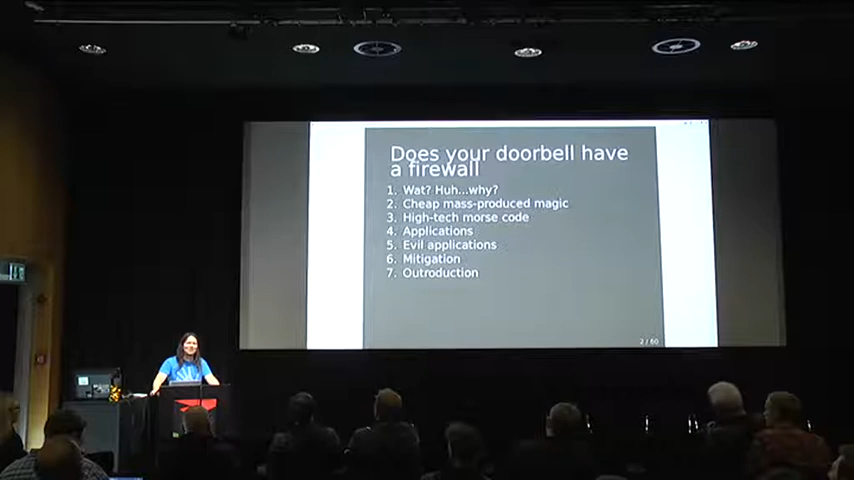 Does your doorbell have
a firewall
1. Wat? Huh...why?
2. Cheap mass-produced magic
3. High-tech morse code
4. Applications
5. Evil applications
6. Mitigation
7. Outroduction
2 / 60